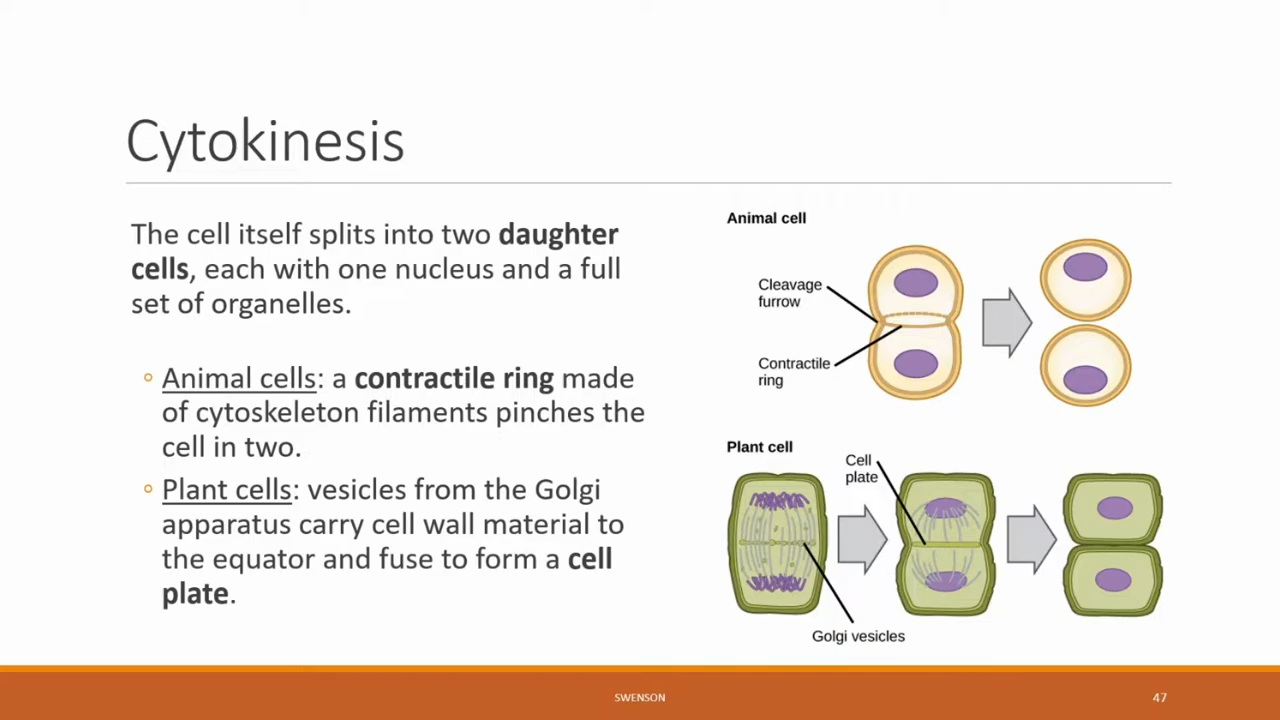 Cytokinesis
The cell itself splits into two daughter
cells, each with one nucleus and a full
set of organelles.
◦ Animal cells: a contractile ring made
of cytoskeleton filaments pinches the
cell in two.
◦ Plant cells: vesicles from the Golgi
apparatus carry cell wall material to
the equator and fuse to form a cell
plate.
Animal cell
Cleavage
furrow
Contractile
ring
Plant cell
Cell
plate
Golgi vesicles
SWENSON
47